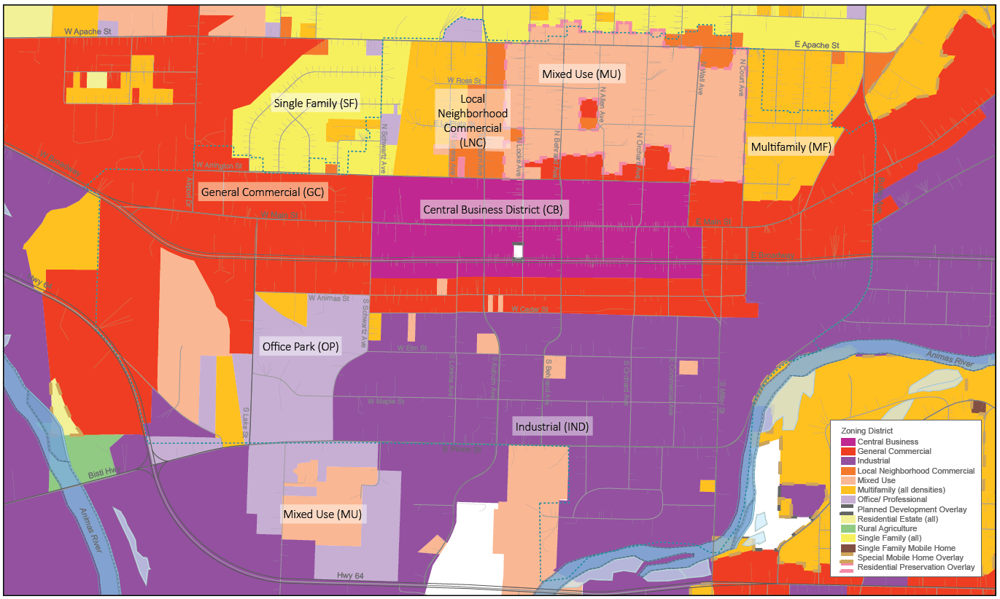 W Apache St
E Apache St
Mixed Use (MU)
N Wall Ave
N Court Ave
W Ross St
N Allen Ave
Single Family (SF)
Local
Neighborhood
Commercial
(LNC)
N Schwartz Ave
N Locke Ave
N Behrend Ave
N Orchard Ave
Multifamily (MF)
W Broadway
W Arrington St
Airport Dr
General Commercial (GC)
Central Business District (CB)
W Main St
E Main St
E Broadway
Hwy 64
W Animas St
S Schwartz Ave
W Ceder St
Office Park (OP)
W Elm St
S Lorena Ave
S Auburn Ave
S Behrend Ave
S Orchard Ave
S Commercial Ave
S Miller St
Animas River
W Maple St
S Lake St
Industrial (IND)
E Pinon St
Bisti Hw
Animas River
Mixed Use (MU)
Hwy 64
Zoning District
Central Business
General Commercial
Industrial
Local Neighborhood Commercial
Mixed Use
Multifamily (all densities)
Office/ Professional
Planned Development Overlay
Residential Estate (all)
Rural Agriculture
Single Family (all)
Single Family Mobile Home
Special Mobile Home Overlay
Residential Preservation Overlay